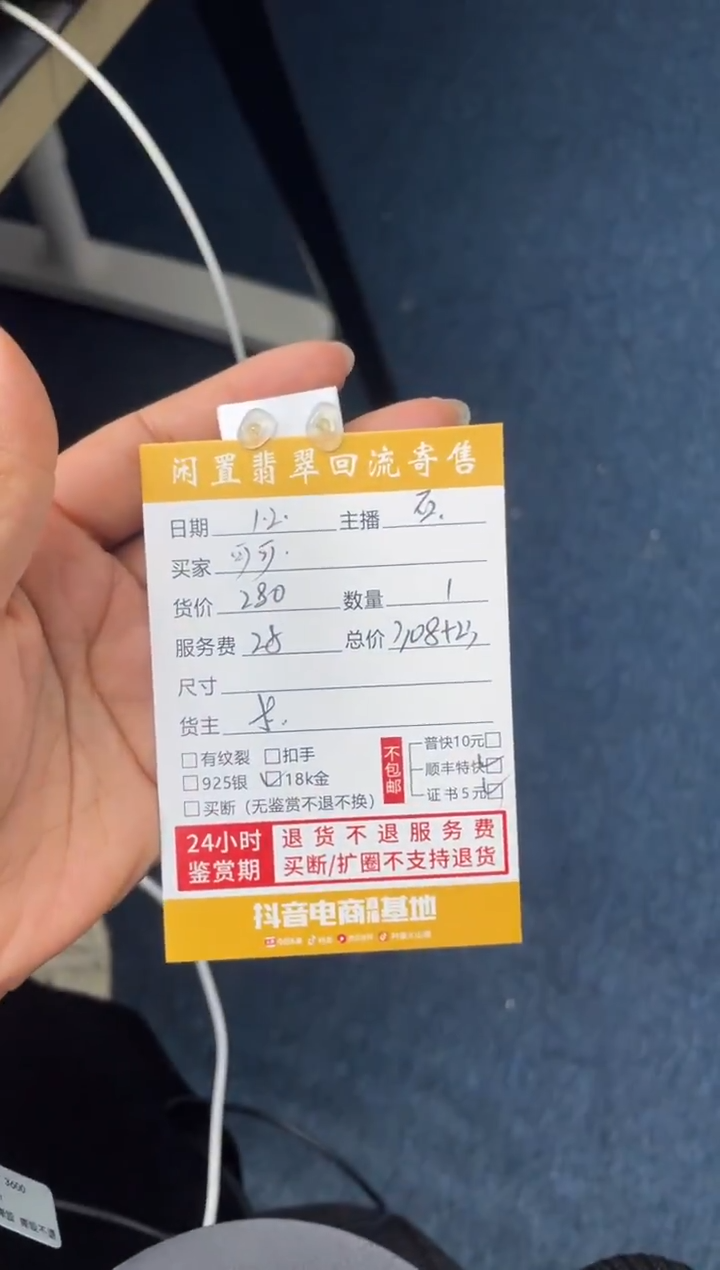 闲置翡翠回流寄售
日期 1.2. 主播 石.
买家 可可.
货价 280 数量 1
服务费 28 总价
尺寸
货主
有纹裂 扣手
925银 18k金
买断（无鉴赏不退不换）
不包邮
普快10元
顺丰特快
证书5元
24小时 退货不退服务费
鉴赏期 买断/扩圈不支持退货
抖音电商 基地
3600